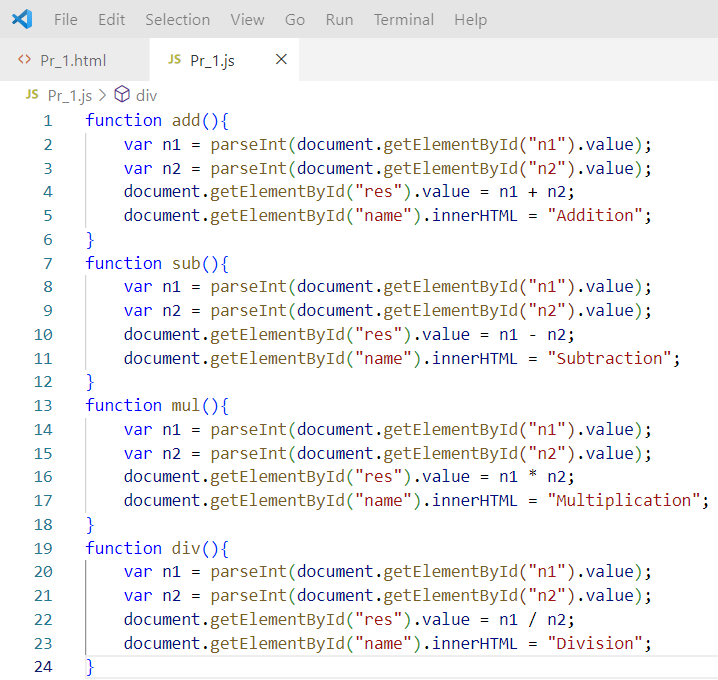 File Edit Selection View Go Run Terminal Help
<> Pr_1.html JS Pr_1.js ×
JS Pr_1.js > div
1 function add(){
2     var n1 = parseInt(document.getElementById("n1").value);
3     var n2 = parseInt(document.getElementById("n2").value);
4     document.getElementById("res").value = n1 + n2;
5     document.getElementById("name").innerHTML = "Addition";
6 }
7 function sub(){
8     var n1 = parseInt(document.getElementById("n1").value);
9     var n2 = parseInt(document.getElementById("n2").value);
10     document.getElementById("res").value = n1 - n2;
11     document.getElementById("name").innerHTML = "Subtraction";
12 }
13 function mul(){
14     var n1 = parseInt(document.getElementById("n1").value);
15     var n2 = parseInt(document.getElementById("n2").value);
16     document.getElementById("res").value = n1 * n2;
17     document.getElementById("name").innerHTML = "Multiplication";
18 }
19 function div(){
20     var n1 = parseInt(document.getElementById("n1").value);
21     var n2 = parseInt(document.getElementById("n2").value);
22     document.getElementById("res").value = n1 / n2;
23     document.getElementById("name").innerHTML = "Division";
24 }